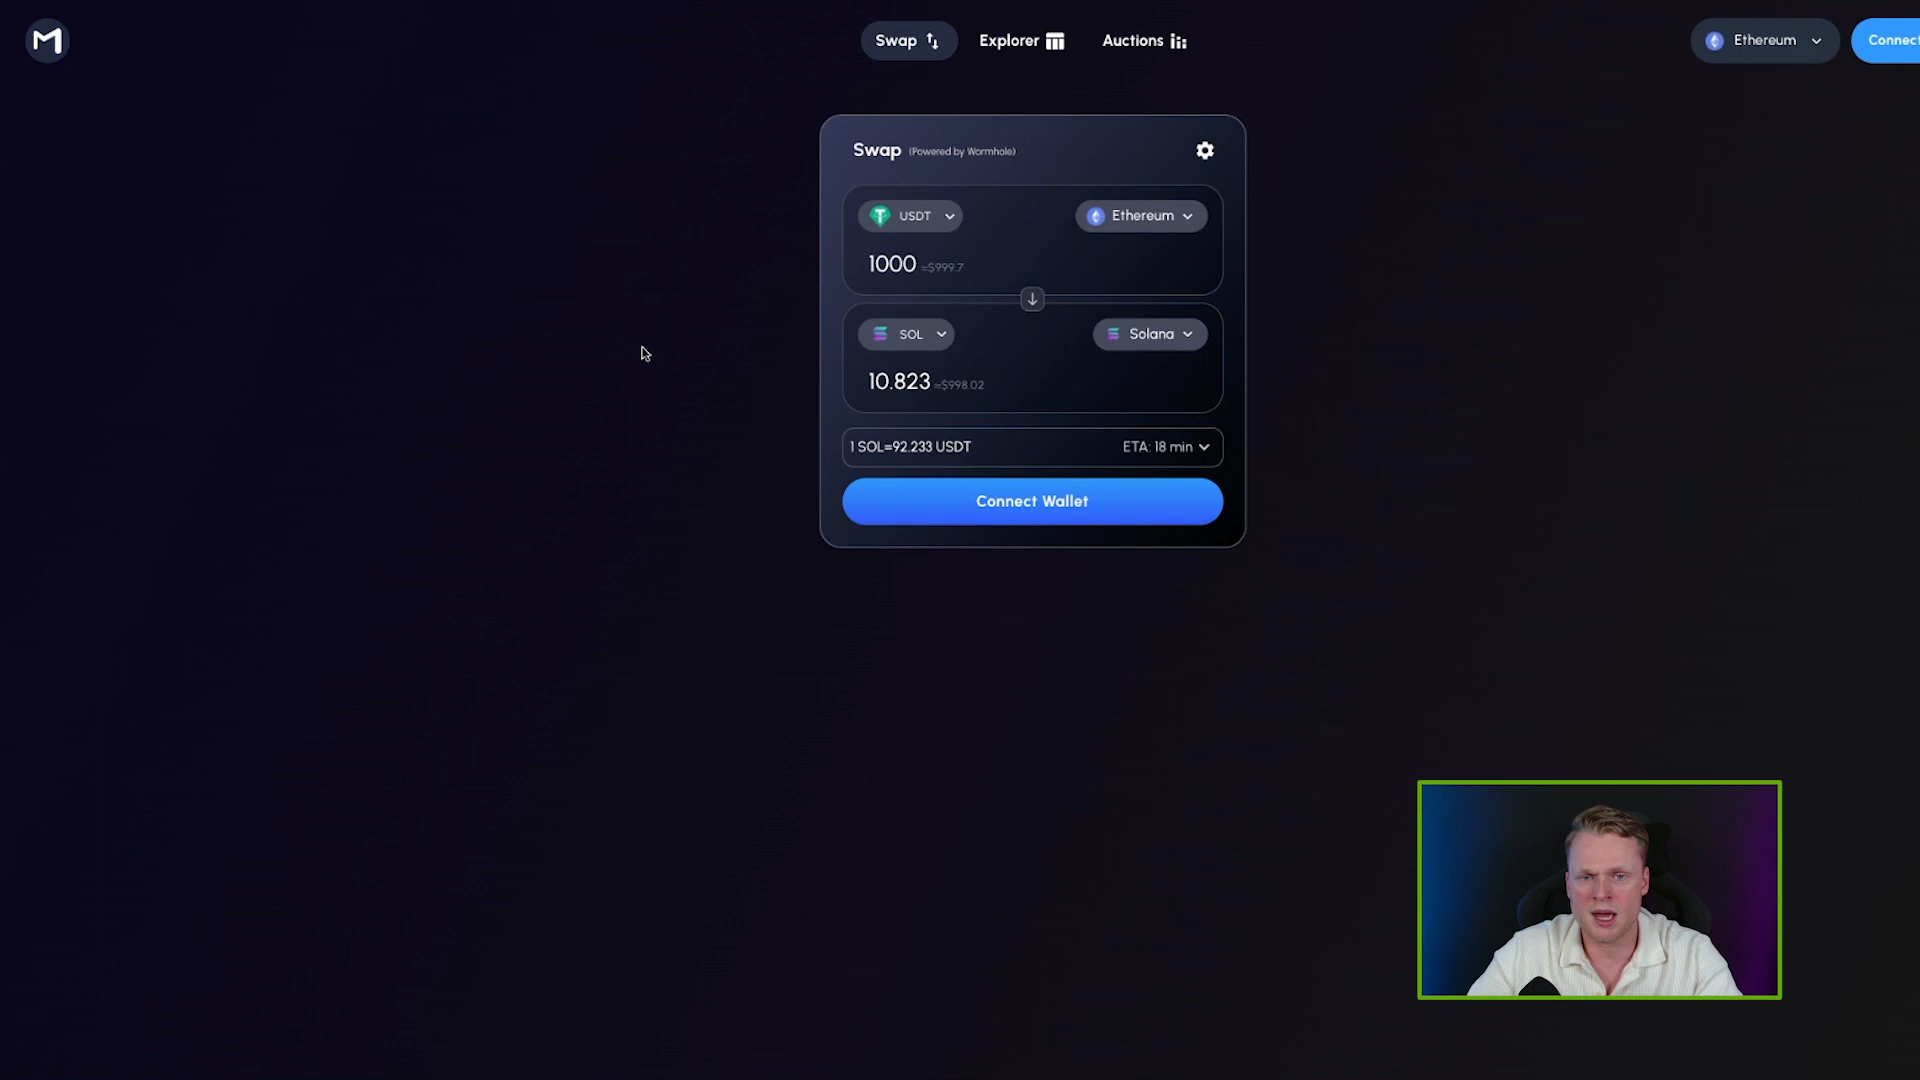 Swap
Explorer
Auctions
Ethereum
Connect
Swap (Powered by Wormhole)
USDT
Ethereum
1000 ≈$999.7
SOL
Solana
10.823 ≈$998.02
1 SOL=92.233 USDT
ETA: 18 min
Connect Wallet